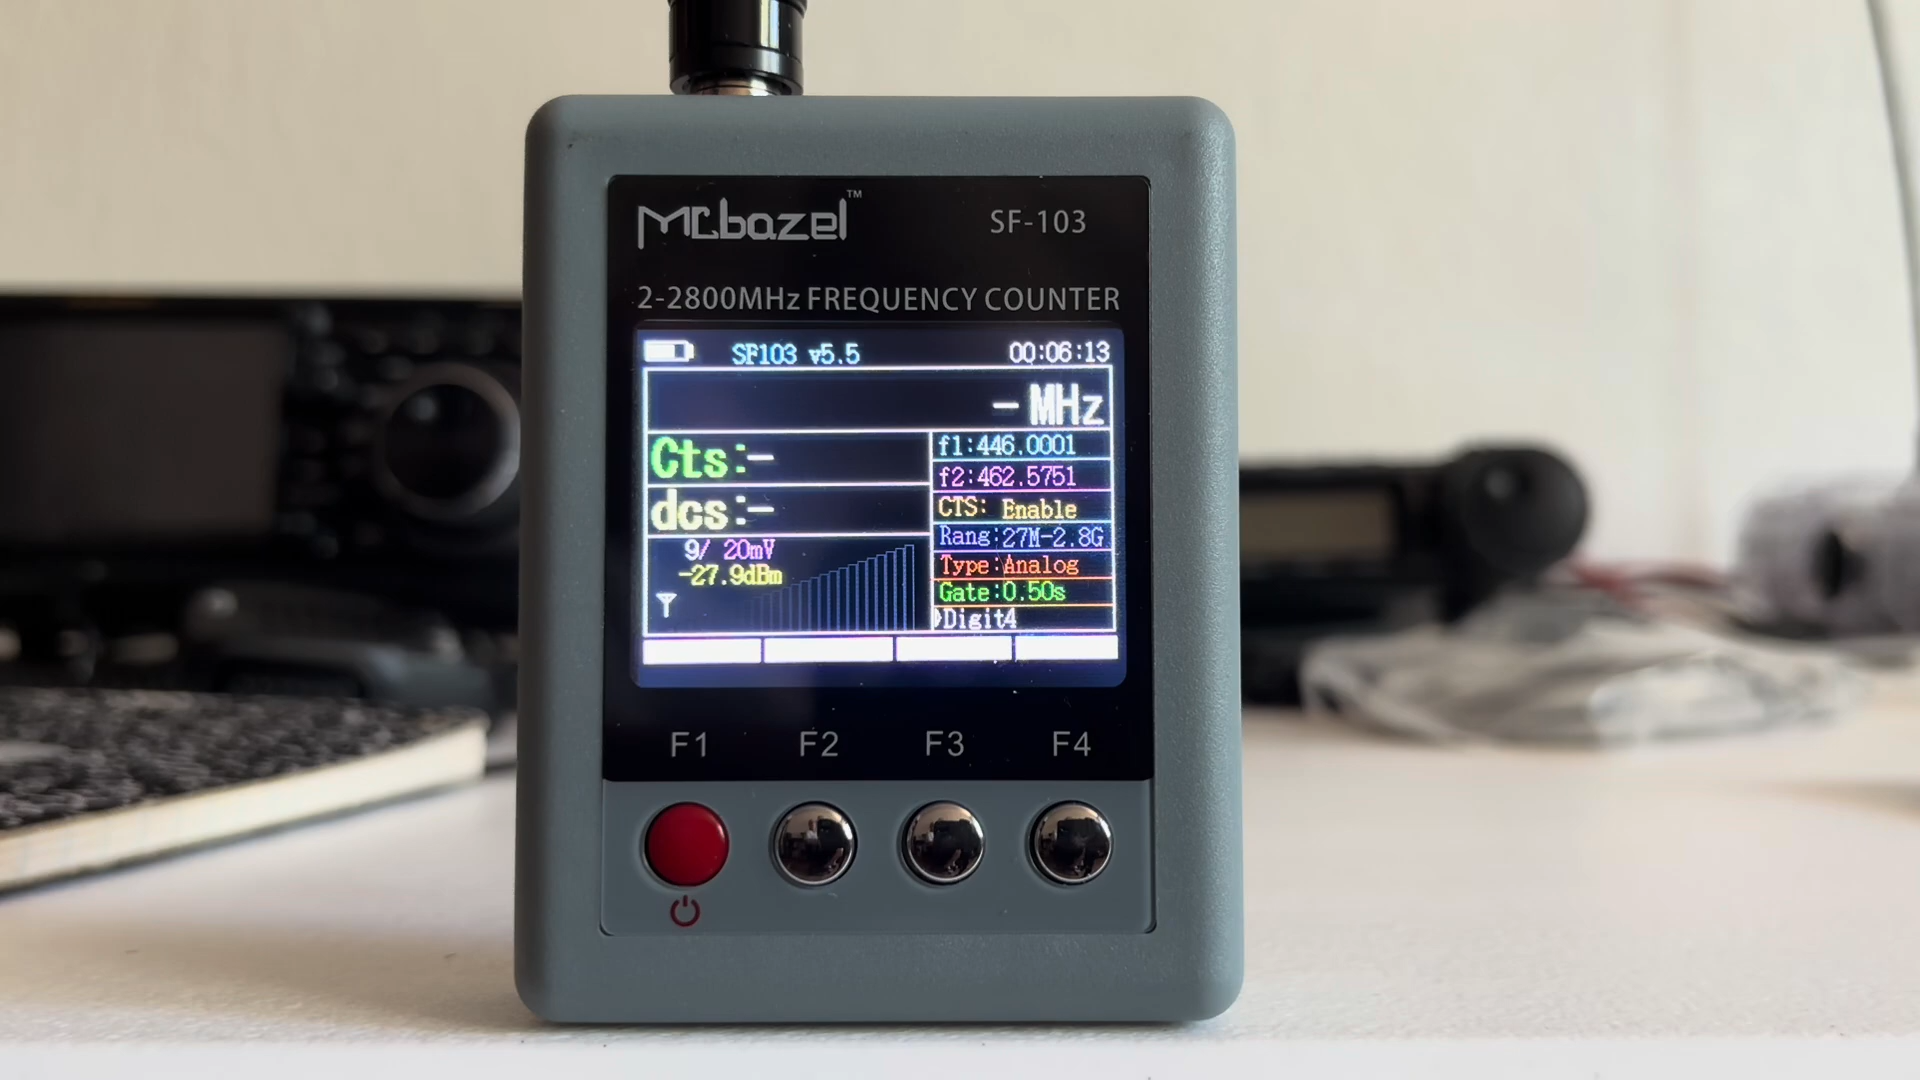 Mcbazel™
SF-103
2-2800MHz FREQUENCY COUNTER
SF103 v5.5
00:06:13
- MHz
Cts:-
dcs:-
9/ 20mV
-27.9dBm
f1:446.0001
f2:462.5751
CTS: Enable
Rang:27M-2.8G
Type:Analog
Gate:0.50s
Digit4
F1 F2 F3 F4